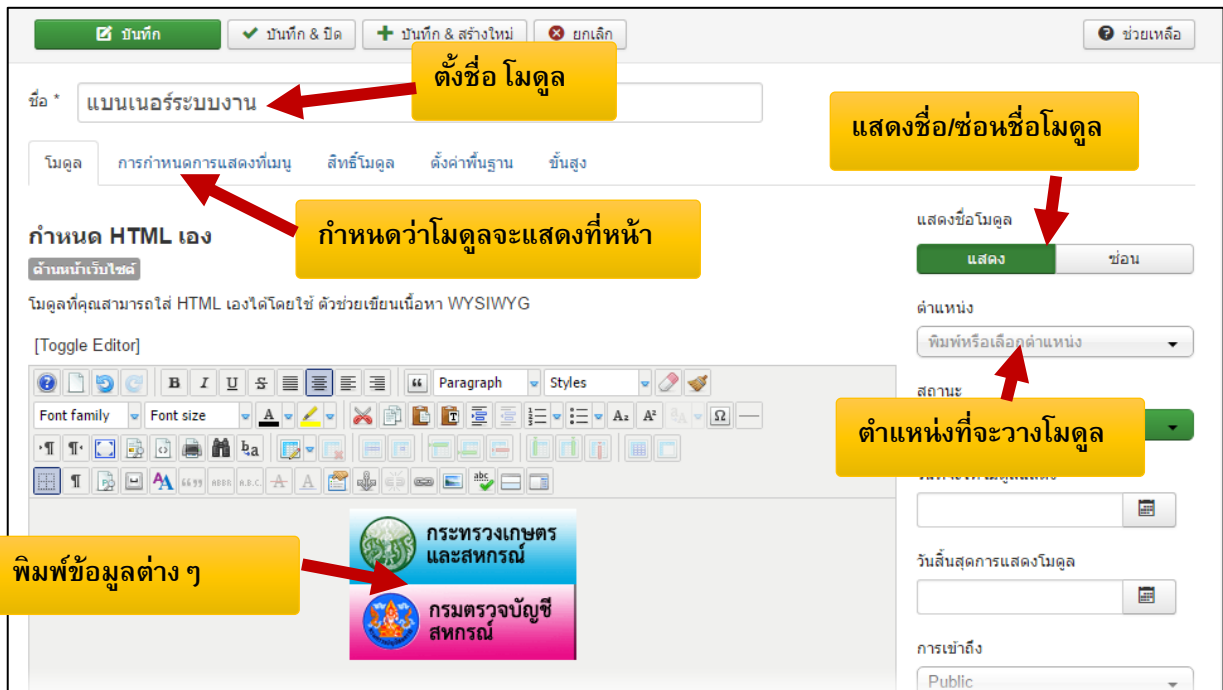 บันทึก
บันทึก & ปิด
บันทึก & สร้างใหม่
ยกเลิก
ช่วยเหลือ
ตั้งชื่อ โมดูล
ชื่อ *
แบนเนอร์ระบบงาน
แสดงชื่อ/ซ่อนชื่อโมดูล
โมดูล
การกำหนดการแสดงที่เมนู
สิทธิ์โมดูล
ตั้งค่าพื้นฐาน
ขั้นสูง
กำหนดว่าโมดูลจะแสดงที่หน้า
แสดงชื่อโมดูล
แสดง
ซ่อน
กำหนด HTML เอง
ด้านหน้าเว็บไซต์
โมดูลที่คุณสามารถใส่ HTML เองได้โดยใช้ ตัวช่วยเขียนเนื้อหา WYSIWYG
ตำแหน่ง
พิมพ์หรือเลือกตำแหน่ง
[Toggle Editor]
Paragraph
Styles
สถานะ
Font family
Font size
ตำแหน่งที่จะวางโมดูล
กระทรวงเกษตร
และสหกรณ์
พิมพ์ข้อมูลต่าง ๆ
วันสิ้นสุดการแสดงโมดูล
กรมตรวจบัญชี
สหกรณ์
การเข้าถึง
Public